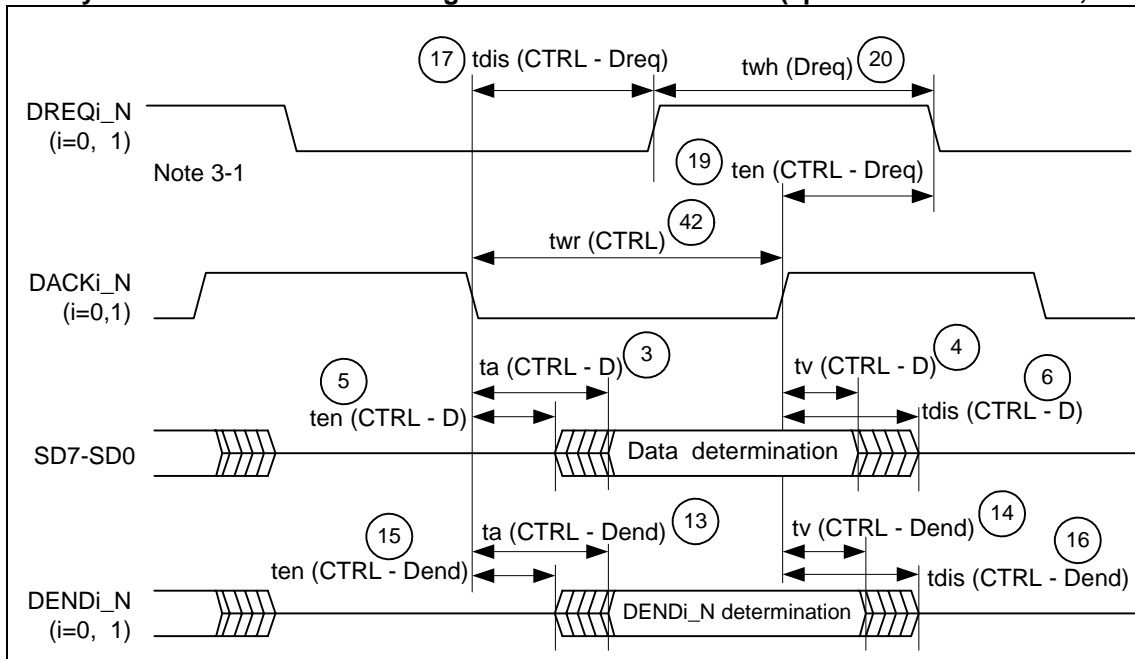 17 tdis (CTRL - Dreq)
twh (Dreq) 20
DREQi_N
(i=0, 1)
Note 3-1
19 ten (CTRL - Dreq)
twr (CTRL) 42
DACKi_N
(i=0,1)
ta (CTRL - D) 3
tv (CTRL - D) 4
5
ten (CTRL - D)
6
tdis (CTRL - D)
SD7-SD0
Data determination
ta (CTRL - Dend) 13
tv (CTRL - Dend) 14
15
ten (CTRL - Dend)
16
tdis (CTRL - Dend)
DENDi_N
(i=0, 1)
DENDi_N determination